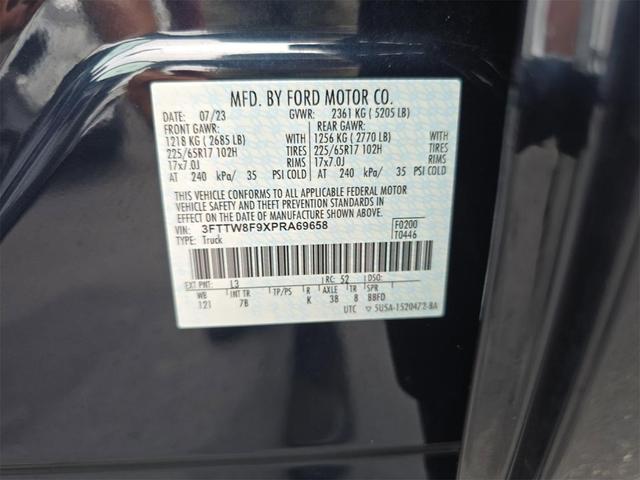 MFD. BY FORD MOTOR CO.
DATE: 07/23 GVWR: 2361 KG ( 5205 LB)
FRONT GAWR: REAR GAWR:
1218 KG ( 2685 LB) WITH 1256 KG ( 2770 LB) WITH
225/65R17 102H TIRES 225/65R17 102H TIRES
17x7.0J RIMS 17x7.0J RIMS
AT 240 kPa/ 35 PSI COLD AT 240 kPa/ 35 PSI COLD
THIS VEHICLE CONFORMS TO ALL APPLICABLE FEDERAL MOTOR
VEHICLE SAFETY AND THEFT PREVENTION STANDARDS IN
EFFECT ON THE DATE OF MANUFACTURE SHOWN ABOVE.
VIN: 3FTTW8F9XPRA69658 F0200
TYPE: Truck T0446
EXT PNT: L3 RC: 52 DSO:
WB INT TR TP/PS R AXLE TR SPR
121 7B K 38 8 BBFD
UTC ▽ 5U5A-1520472-BA